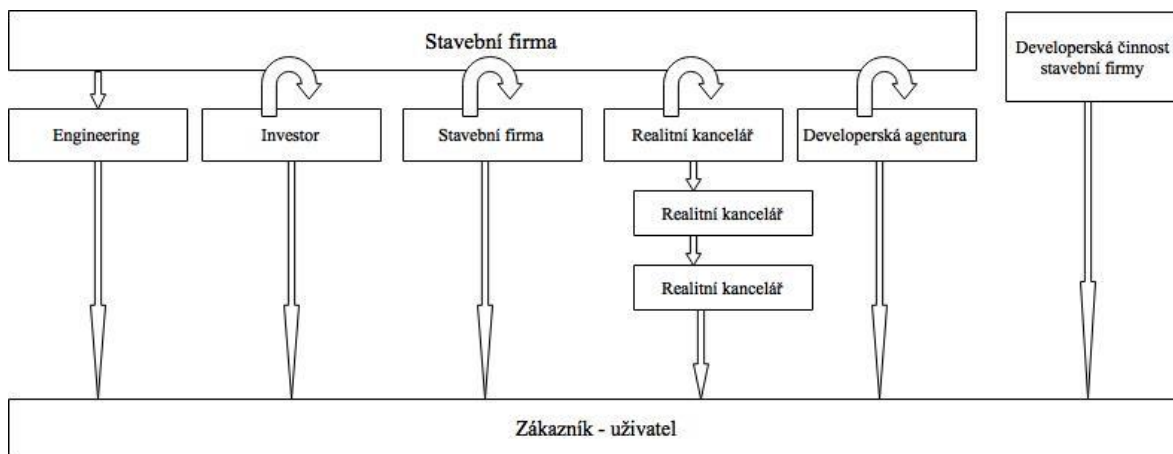 Stavební firma
Developerská činnost
stavební firmy
Engineering
Investor
Stavební firma
Realitní kancelář
Developerská agentura
Realitní kancelář
Realitní kancelář
Zákazník - uživatel